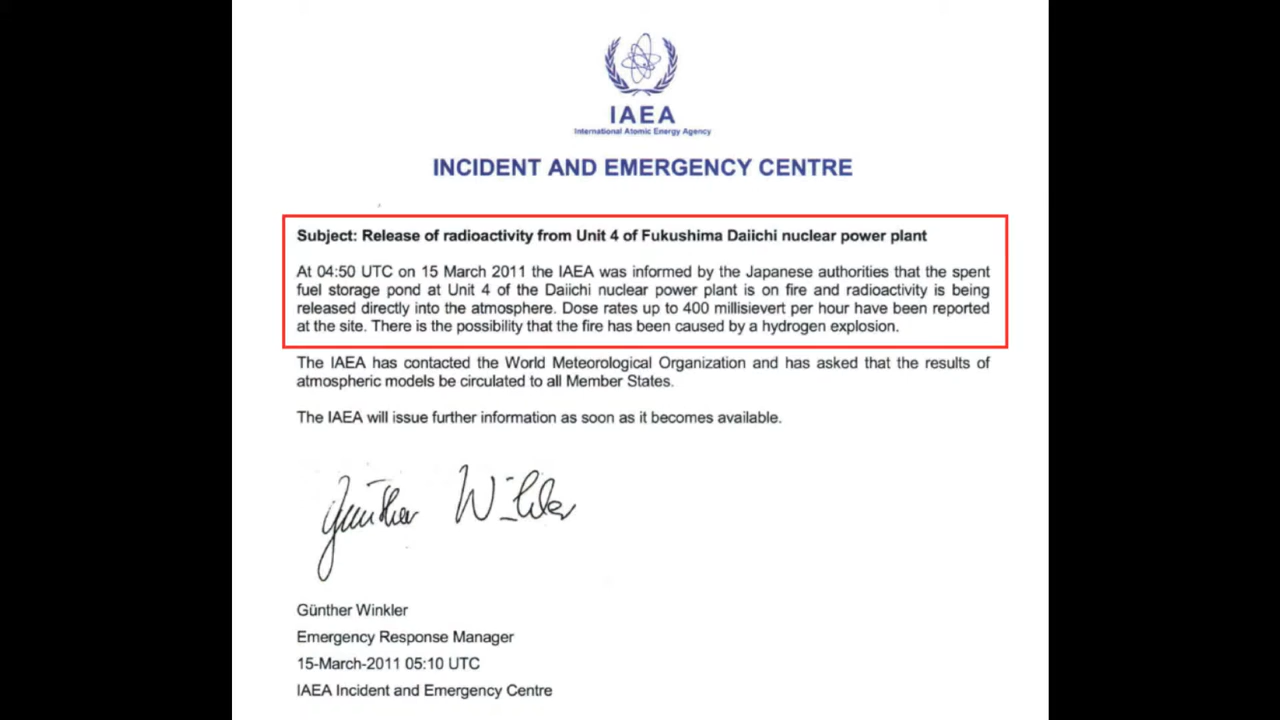 IAEA
International Atomic Energy Agency
INCIDENT AND EMERGENCY CENTRE
Subject: Release of radioactivity from Unit 4 of Fukushima Daiichi nuclear power plant
At 04:50 UTC on 15 March 2011 the IAEA was informed by the Japanese authorities that the spent
fuel storage pond at Unit 4 of the Daiichi nuclear power plant is on fire and radioactivity is being
released directly into the atmosphere. Dose rates up to 400 millisievert per hour have been reported
at the site. There is the possibility that the fire has been caused by a hydrogen explosion.
The IAEA has contacted the World Meteorological Organization and has asked that the results of
atmospheric models be circulated to all Member States.
The IAEA will issue further information as soon as it becomes available.
Günther Winkler
Günther Winkler
Emergency Response Manager
15-March-2011 05:10 UTC
IAEA Incident and Emergency Centre